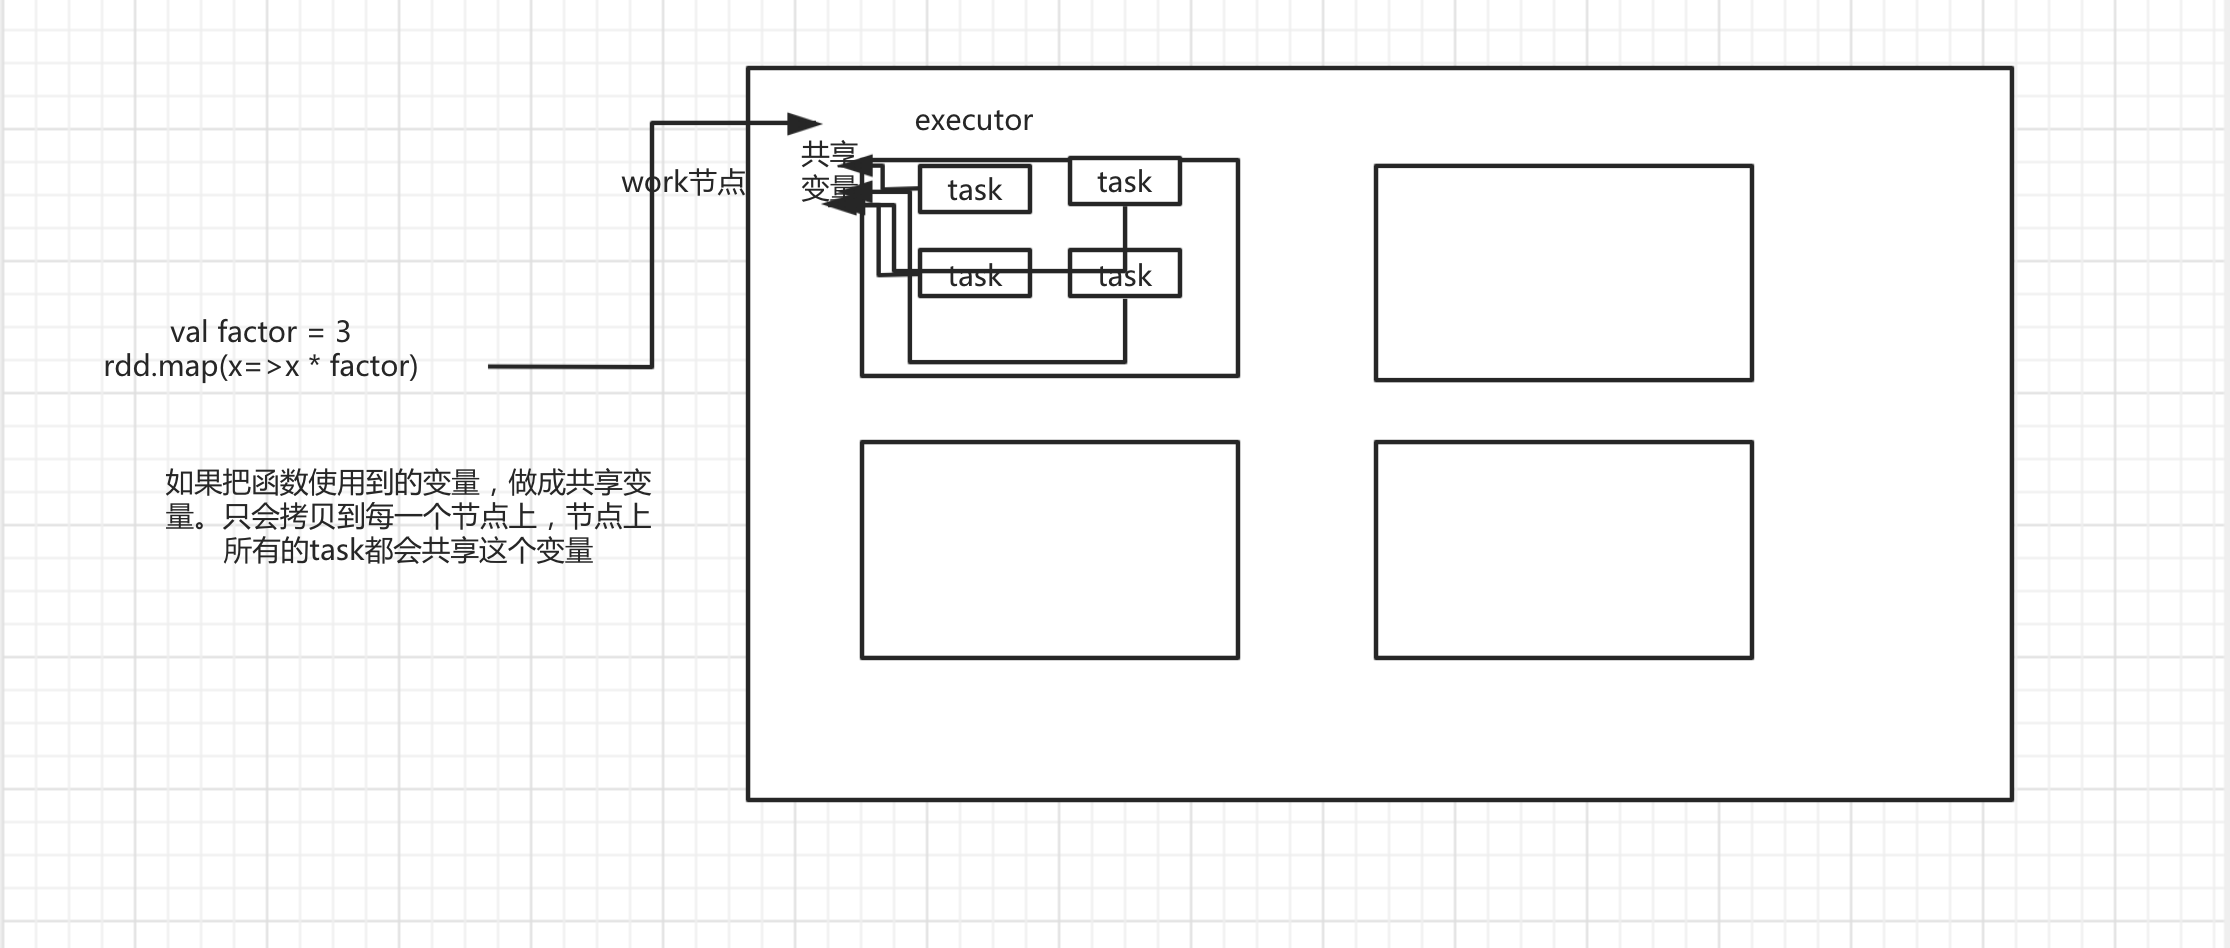 executor
共享
变量
work节点
task
task
task
task
val factor = 3
rdd.map(x=>x * factor)
如果把函数使用到的变量，做成共享变
量。只会拷贝到每一个节点上，节点上
所有的task都会共享这个变量